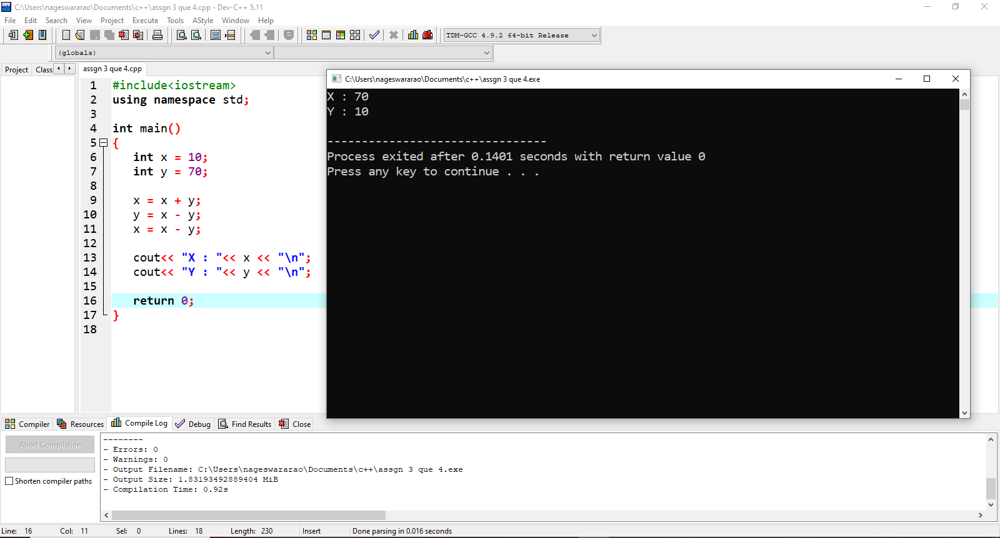 C:\Users\nageswararao\Documents\c++\assgn 3 que 4.cpp - Dev-C++ 5.11
File Edit Search View Project Execute Tools AStyle Window Help
TDM-GCC 4.9.2 64-bit Release
(globals)
Project Class assgn 3 que 4.cpp
1 #include<iostream>
2 using namespace std;
3
4 int main()
5 {
6 int x = 10;
7 int y = 70;
8
9 x = x + y;
10 y = x - y;
11 x = x - y;
12
13 cout<< "X : "<< x << "\n";
14 cout<< "Y : "<< y << "\n";
15
16 return 0;
17 }
18
C:\Users\nageswararao\Documents\c++\assgn 3 que 4.exe
X : 70
Y : 10
--------------------------------
Process exited after 0.1401 seconds with return value 0
Press any key to continue . . .
Compiler Resources Compile Log Debug Find Results Close
Abort Compilation
Shorten compiler paths
--------
- Errors: 0
- Warnings: 0
- Output Filename: C:\Users\nageswararao\Documents\c++\assgn 3 que 4.exe
- Output Size: 1.83193492889404 MiB
- Compilation Time: 0.92s
Line: 16 Col: 11 Sel: 0 Lines: 18 Length: 230 Insert Done parsing in 0.016 seconds